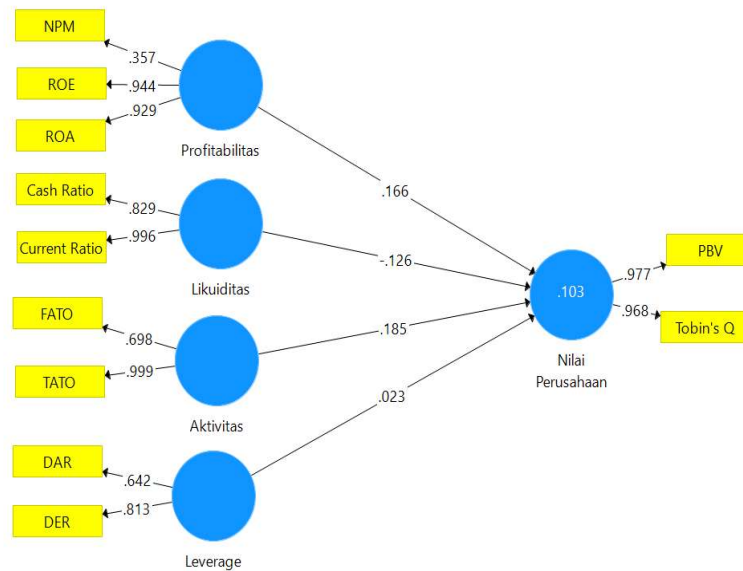 NPM
.357
ROE
.944
ROA
.929
Profitabilitas
.166
Cash Ratio
.829
Current Ratio
.996
Likuiditas
-.126
FATO
.698
TATO
.999
Aktivitas
.185
DAR
.642
DER
.813
Leverage
.023
.103
Nilai
Perusahaan
.977
PBV
.968
Tobin's Q